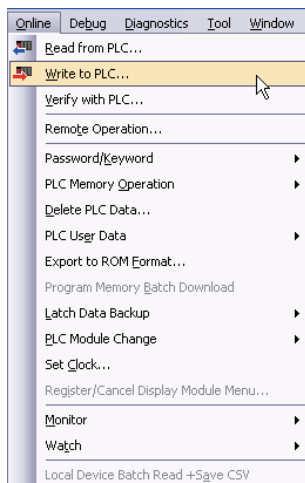 Online Debug Diagnostics Tool Window
Read from PLC...
Write to PLC...
Verify with PLC...
Remote Operation...
Password/Keyword
PLC Memory Operation
Delete PLC Data...
PLC User Data
Export to ROM Format...
Program Memory Batch Download
Latch Data Backup
PLC Module Change
Set Clock...
Register/Cancel Display Module Menu...
Monitor
Watch
Local Device Batch Read +Save CSV